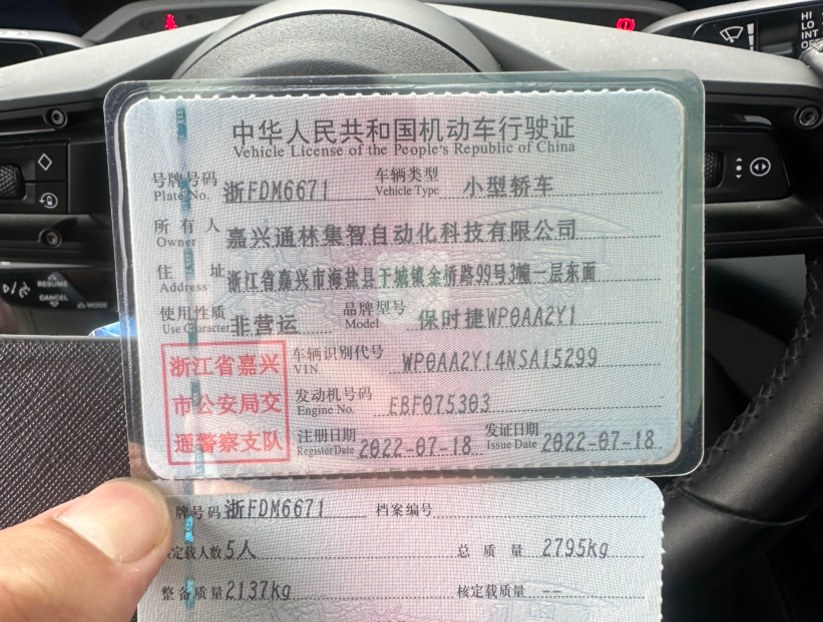 HI
LO
INT
中华人民共和国机动车行驶证
Vehicle License of the People's Republic of China
号牌号码 浙FDM6671 车辆类型 小型轿车
Plate No. Vehicle Type
所有人 嘉兴通林集智自动化科技有限公司
Owner
住址 浙江省嘉兴市海盐县于城镇金桥路99号3幢一层东面
Address
使用性质 非营运 品牌型号 保时捷WP0AA2Y1
Use Character Model
浙江省嘉兴
市公安局交
通警察支队
车辆识别代号 WP0AA2Y14NSA15299
VIN
发动机号码 EBF075303
Engine No.
注册日期 2022-07-18 发证日期 2022-07-18
Register Date Issue Date
RESUME
CANCEL
MODE
牌号码 浙FDM6671 档案编号
定载人数 5人 总质量 2795kg
整备质量 2137kg 核定载质量 --